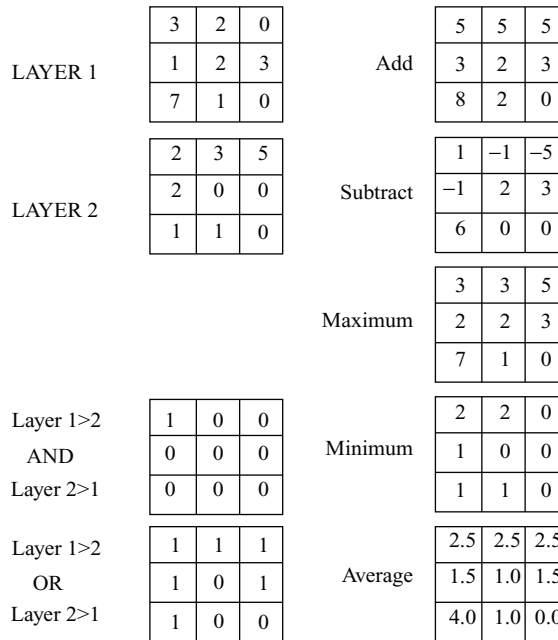 LAYER 1
3 2 0
1 2 3
7 1 0
Add
5 5 5
3 2 3
8 2 0
LAYER 2
2 3 5
2 0 0
1 1 0
Subtract
1 −1 −5
−1 2 3
6 0 0
Maximum
3 3 5
2 2 3
7 1 0
Layer 1>2
AND
Layer 2>1
1 0 0
0 0 0
0 0 0
Minimum
2 2 0
1 0 0
1 1 0
Layer 1>2
OR
Layer 2>1
1 1 1
1 0 1
1 0 0
Average
2.5 2.5 2.5
1.5 1.0 1.5
4.0 1.0 0.0